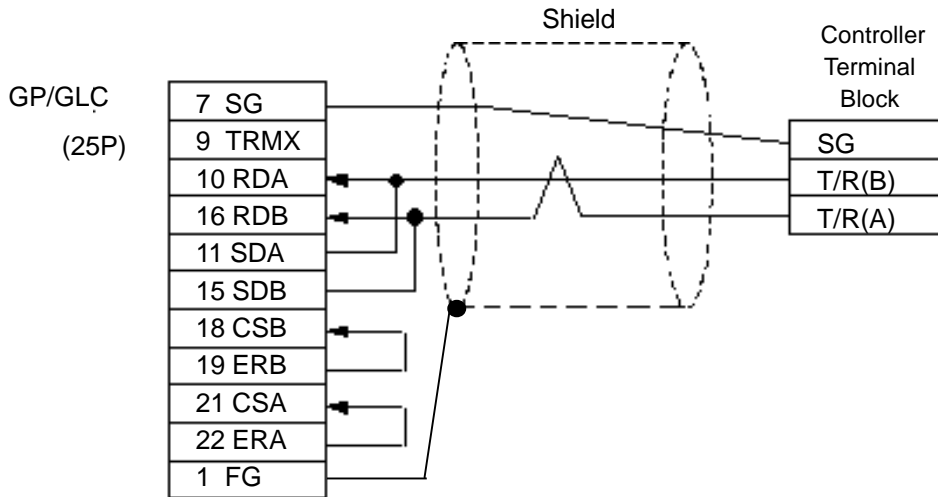 Shield
Controller
Terminal
Block
GP/GLC
(25P)
7 SG
9 TRMX
10 RDA
16 RDB
11 SDA
15 SDB
18 CSB
19 ERB
21 CSA
22 ERA
1 FG
SG
T/R(B)
T/R(A)